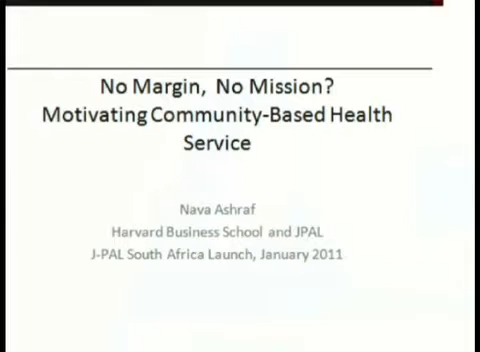 No Margin, No Mission?
Motivating Community-Based Health
Service
Nava Ashraf
Harvard Business School and JPAL
J-PAL South Africa Launch, January 2011